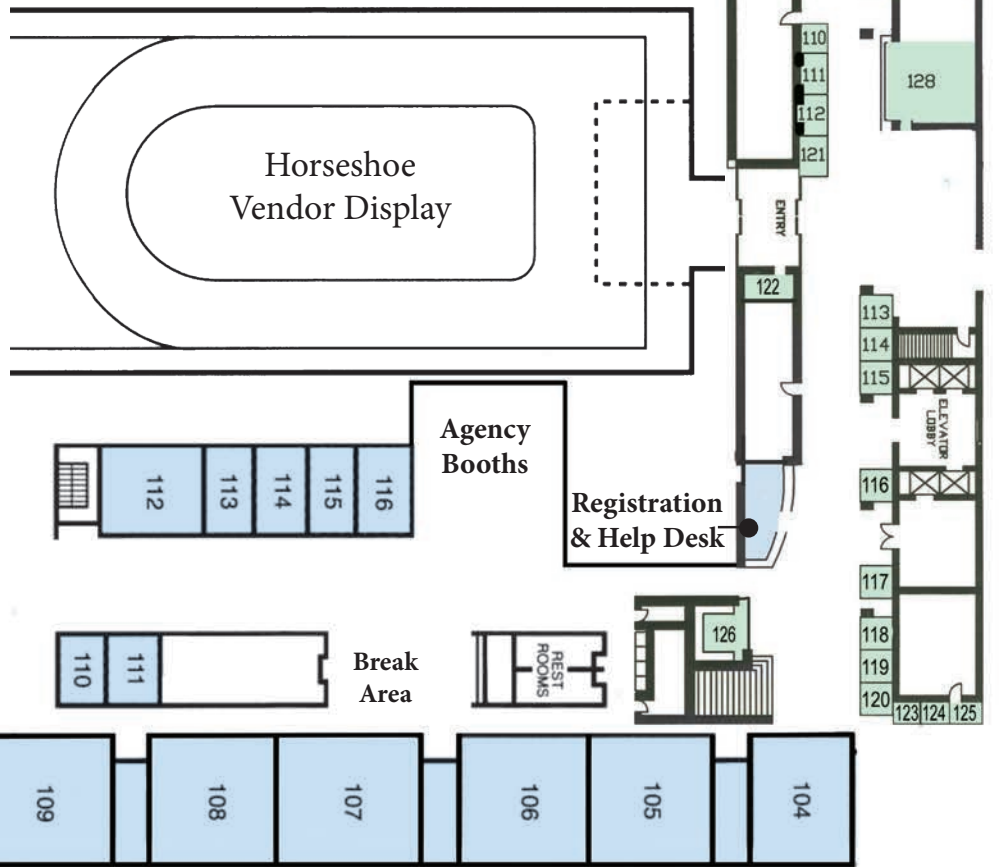 110
111
128
112
121
Horseshoe
Vendor Display
ENTRY
122
113
114
115
ELEVATOR
LOBBY
Agency
Booths
112
113
114
115
116
116
Registration
& Help Desk
117
126
118
119
120
123
124
125
110
111
Break
Area
REST
ROOMS
109
108
107
106
105
104